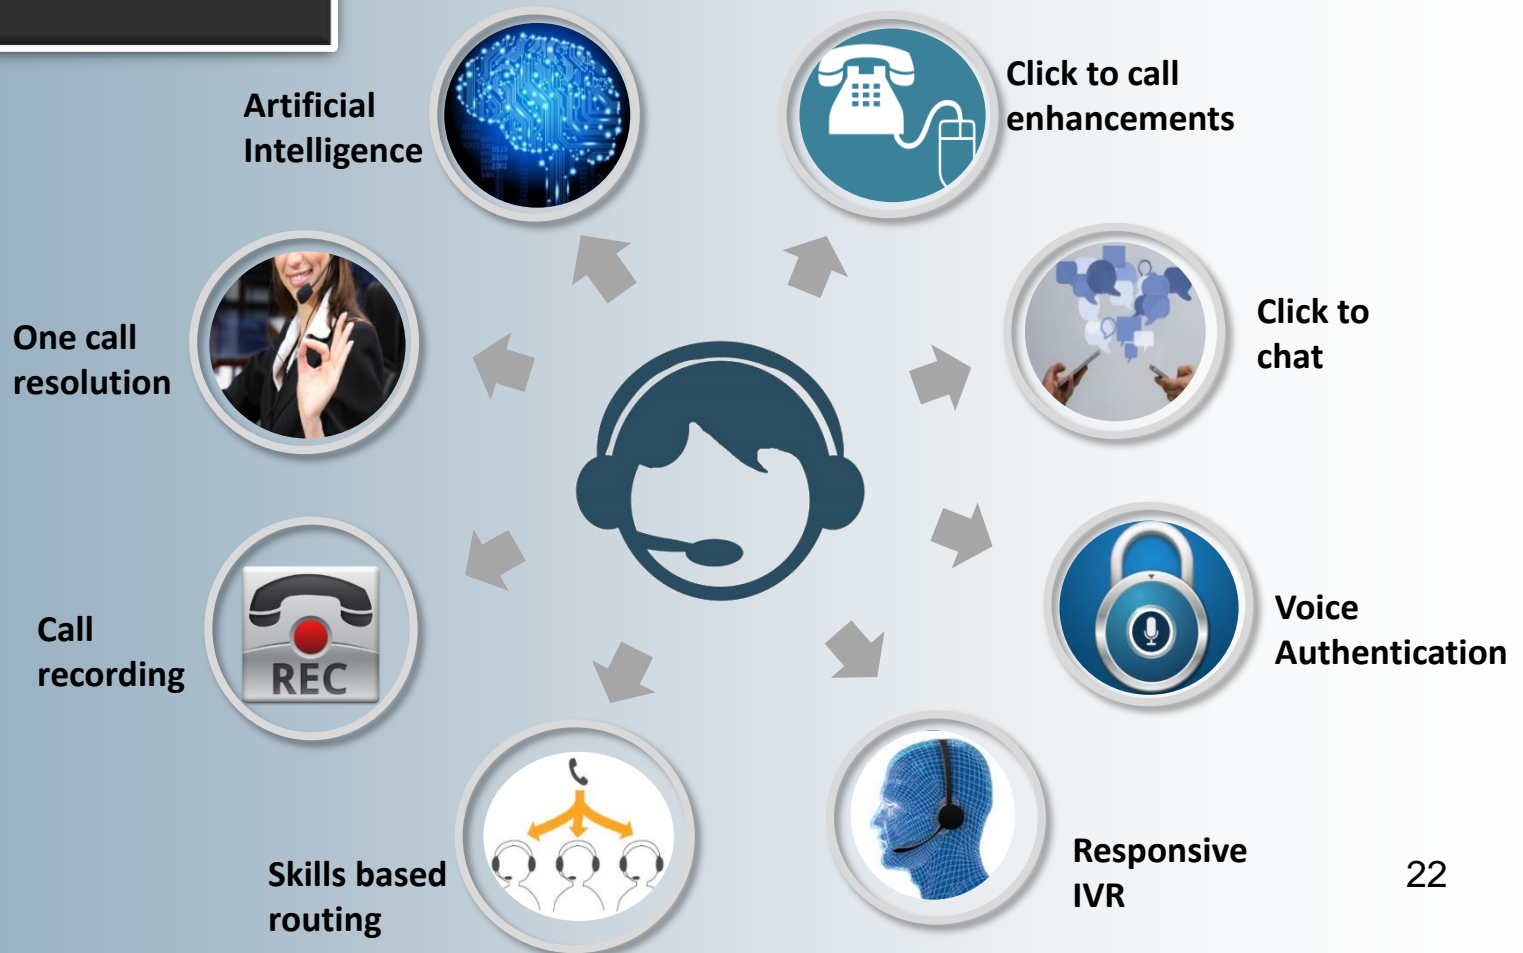 Artificial
Intelligence
Click to call
enhancements
One call
resolution
Click to
chat
Call
recording
REC
Voice
Authentication
Skills based
routing
Responsive
IVR
22